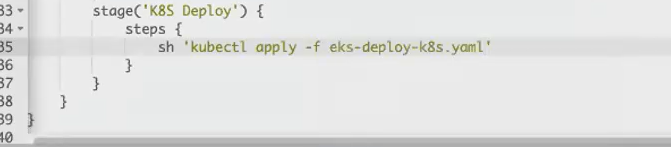 33 stage('K8S Deploy') {
34 steps {
35 sh 'kubectl apply -f eks-deploy-k8s.yaml'
36 }
37 }
38 }
39 }
40